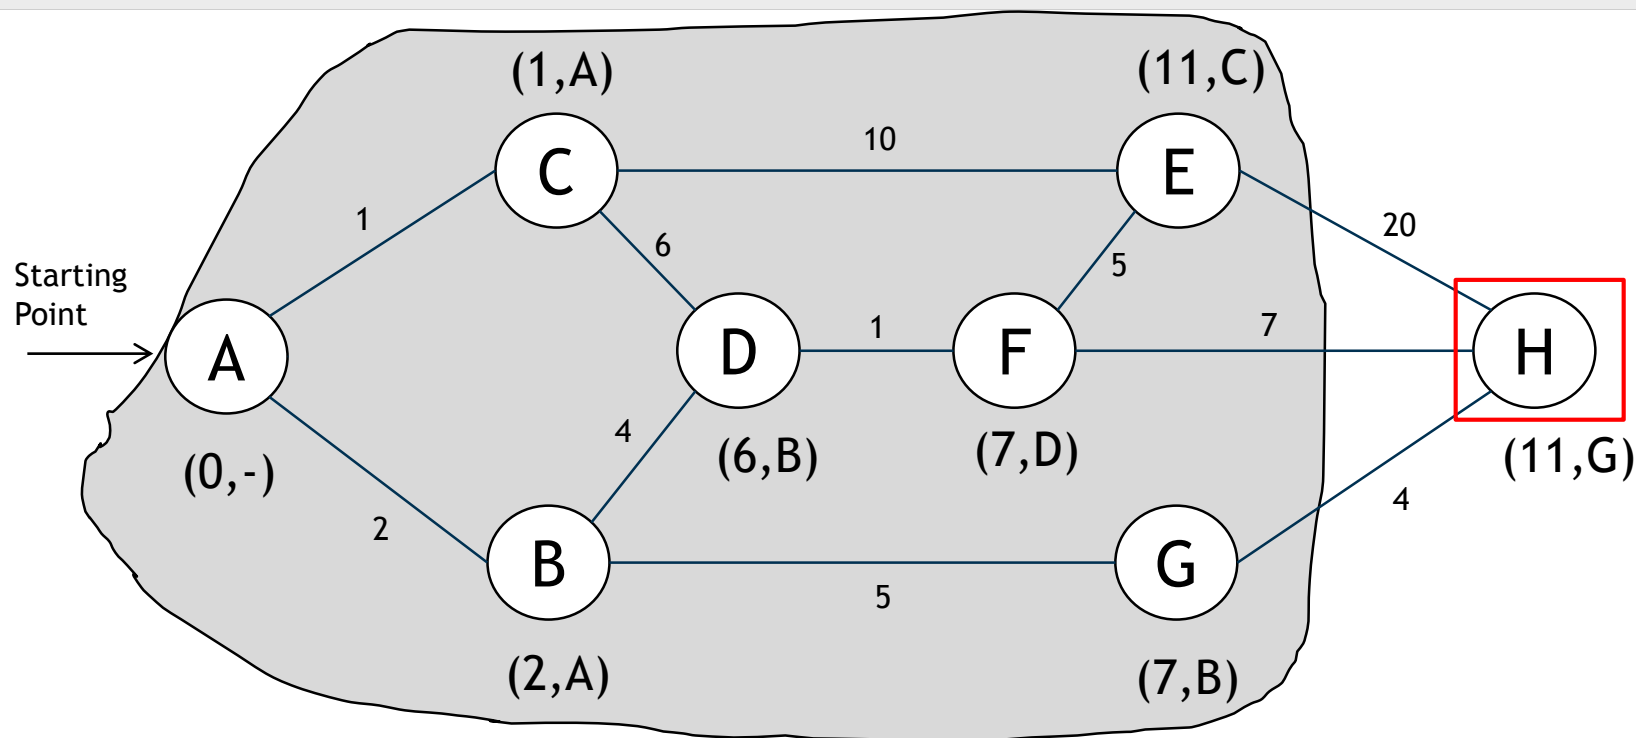 (1,A)
(11,C)
10
C
E
1
20
6
5
Starting
Point
7
1
A
D
F
H
4
(0,-)
(6,B)
(7,D)
(11,G)
4
2
B
G
5
(2,A)
(7,B)